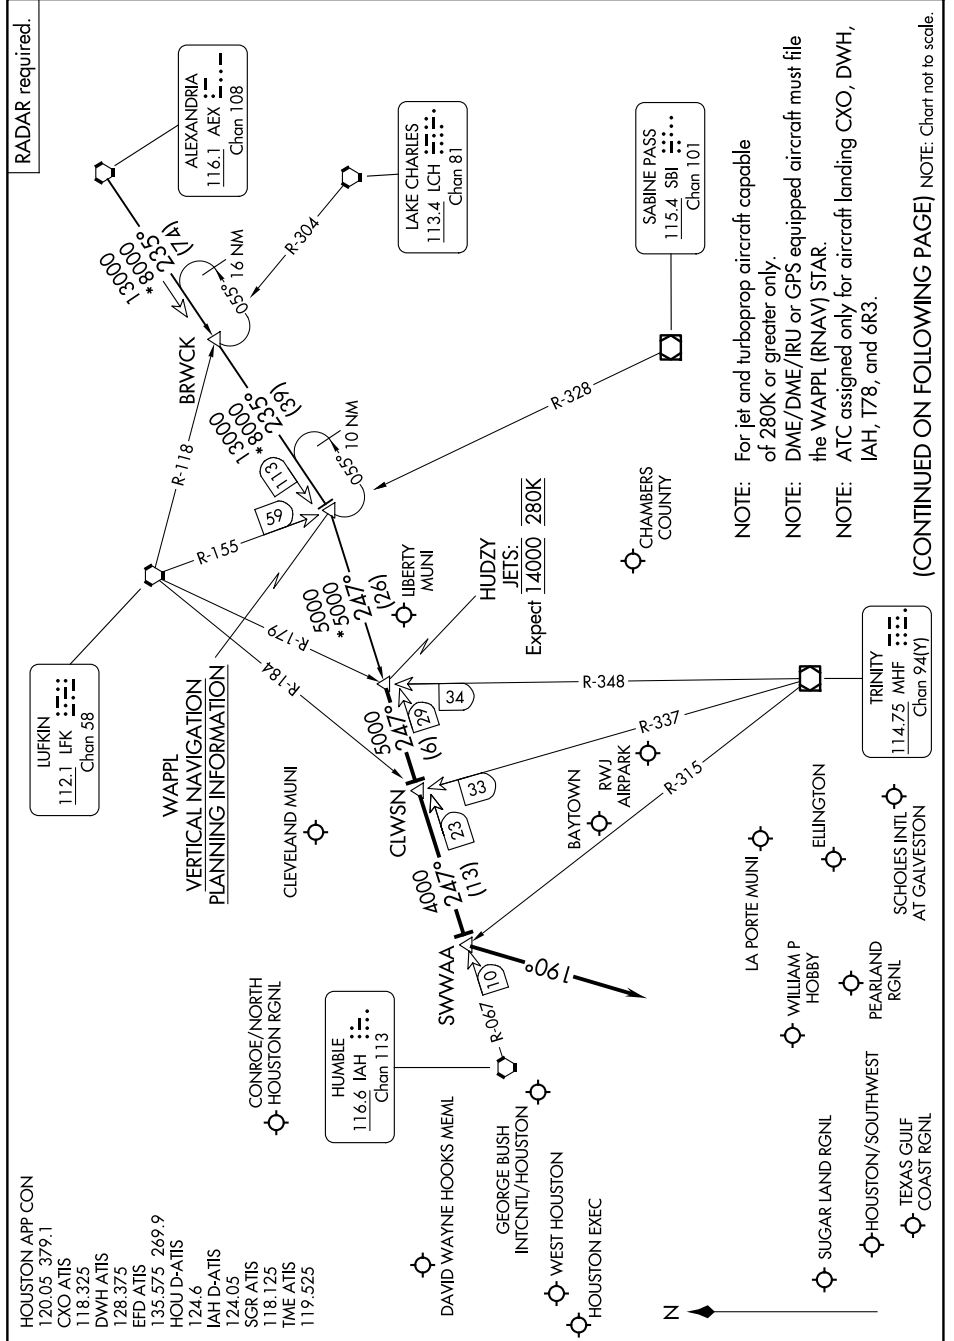 HOUSTON APP CON
120.05 379.1
CXO ATIS
118.325
DWH ATIS
128.375
EFD ATIS
135.575 269.9
HOU D-ATIS
124.6
IAH D-ATIS
124.05
SGR ATIS
118.125
TME ATIS
119.525
RADAR required.
ALEXANDRIA
116.1 AEX
Chan 108
LAKE CHARLES
113.4 LCH
Chan 81
SABINE PASS
115.4 SBI
Chan 101
LUFKIN
112.1 LFK
Chan 58
HUMBLE
116.6 IAH
Chan 113
TRINITY
114.75 MHF
Chan 94(Y)
13000
*8000
235°
(74)
055° 16 NM
R-304
BRWCK
R-118
13000
*8000
235°
(39)
055° 10 NM
113
59
R-155
R-328
WAPPL
VERTICAL NAVIGATION
PLANNING INFORMATION
5000
*5000
247°
(26)
R-179
R-184
HUDZY
JETS:
Expect 14000 280K
LIBERTY
MUNI
CHAMBERS
COUNTY
5000
247°
(6)
29
34
R-348
CLWSN
R-337
33
23
4000
247°
(13)
SWWAA
R-315
190°
10
R-067
CLEVELAND MUNI
CONROE/NORTH
HOUSTON RGNL
BAYTOWN
RWJ
AIRPARK
DAVID WAYNE HOOKS MEML
GEORGE BUSH
INTCNTL/HOUSTON
WEST HOUSTON
HOUSTON EXEC
LA PORTE MUNI
ELLINGTON
WILLIAM P
HOBBY
PEARLAND
RGNL
SCHOLES INTL
AT GALVESTON
SUGAR LAND RGNL
HOUSTON/SOUTHWEST
TEXAS GULF
COAST RGNL
N
NOTE: For jet and turboprop aircraft capable
of 280K or greater only.
NOTE: DME/DME/IRU or GPS equipped aircraft must file
the WAPPL (RNAV) STAR.
NOTE: ATC assigned only for aircraft landing CXO, DWH,
IAH, T78, and 6R3.
(CONTINUED ON FOLLOWING PAGE) NOTE: Chart not to scale.